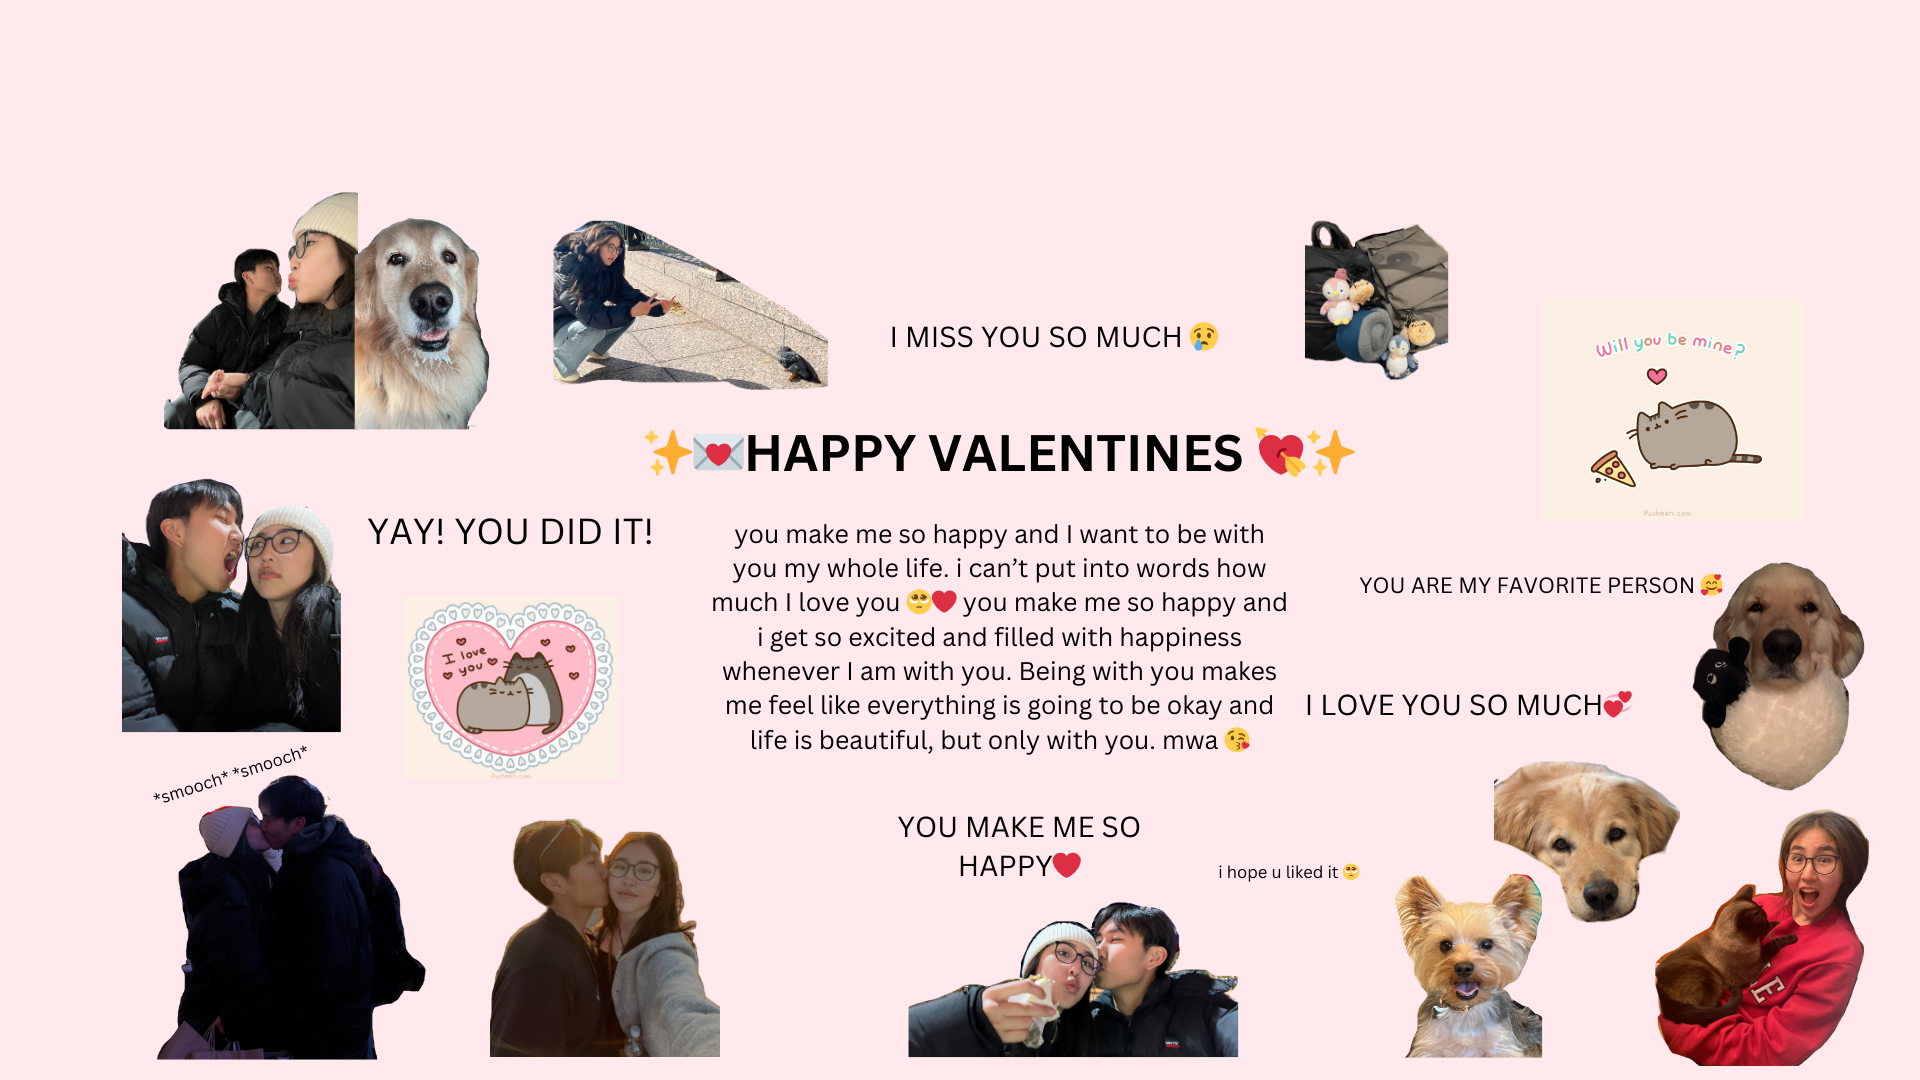 I MISS YOU SO MUCH 😢
Will you be mine?
Pusheen.com
✨💌HAPPY VALENTINES 💘✨
YAY! YOU DID IT!
I love
you
Pusheen.com
you make me so happy and I want to be with
you my whole life. i can’t put into words how
much I love you 🥺❤️ you make me so happy and
i get so excited and filled with happiness
whenever I am with you. Being with you makes
me feel like everything is going to be okay and
life is beautiful, but only with you. mwa 😘
YOU ARE MY FAVORITE PERSON 🥰
I LOVE YOU SO MUCH💞
*smooch* *smooch*
YOU MAKE ME SO
HAPPY❤️
i hope u liked it 🥺